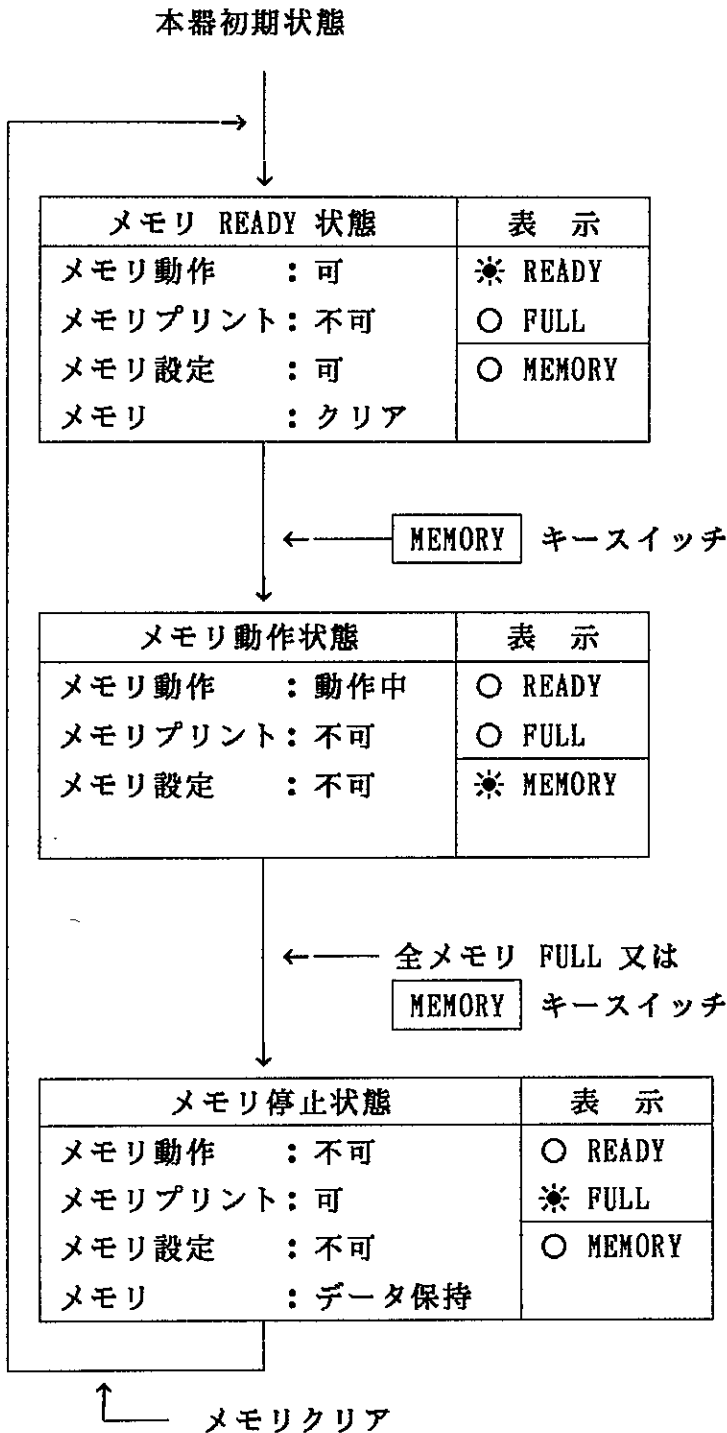 本器初期状態
メモリ READY 状態 表 示
メモリ動作 : 可 ☀ READY
メモリプリント: 不可 ○ FULL
メモリ設定 : 可 ○ MEMORY
メモリ : クリア
← MEMORY キースイッチ
メモリ動作状態 表 示
メモリ動作 : 動作中 ○ READY
メモリプリント: 不可 ○ FULL
メモリ設定 : 不可 ☀ MEMORY
← 全メモリ FULL 又は
MEMORY キースイッチ
メモリ停止状態 表 示
メモリ動作 : 不可 ○ READY
メモリプリント: 可 ☀ FULL
メモリ設定 : 不可 ○ MEMORY
メモリ : データ保持
メモリクリア